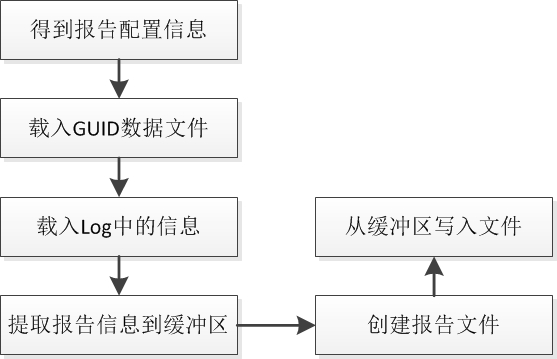 得到报告配置信息
载入GUID数据文件
载入Log中的信息
提取报告信息到缓冲区
创建报告文件
从缓冲区写入文件